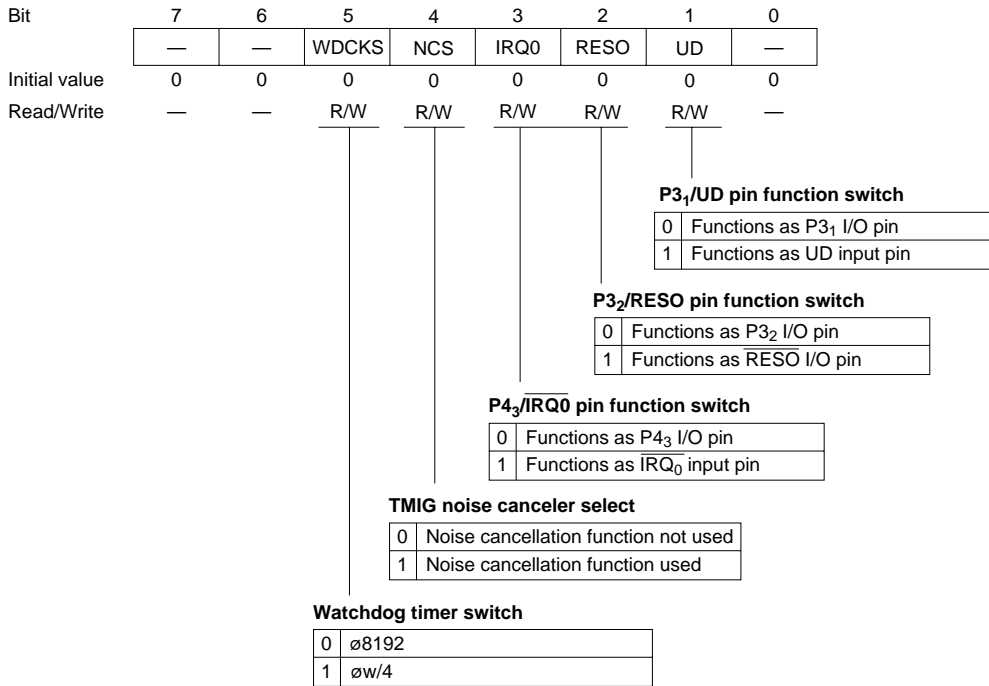 Bit 7 6 5 4 3 2 1 0
— — WDCKS NCS IRQ0 RESO UD —
Initial value 0 0 0 0 0 0 0 0
Read/Write — — R/W R/W R/W R/W R/W —
P3₁/UD pin function switch
0 Functions as P3₁ I/O pin
1 Functions as UD input pin
P3₂/RESO pin function switch
0 Functions as P3₂ I/O pin
1 Functions as R̅E̅S̅O̅ I/O pin
P4₃/I̅R̅Q̅0̅ pin function switch
0 Functions as P4₃ I/O pin
1 Functions as I̅R̅Q̅₀̅ input pin
TMIG noise canceler select
0 Noise cancellation function not used
1 Noise cancellation function used
Watchdog timer switch
0 ø8192
1 øw/4